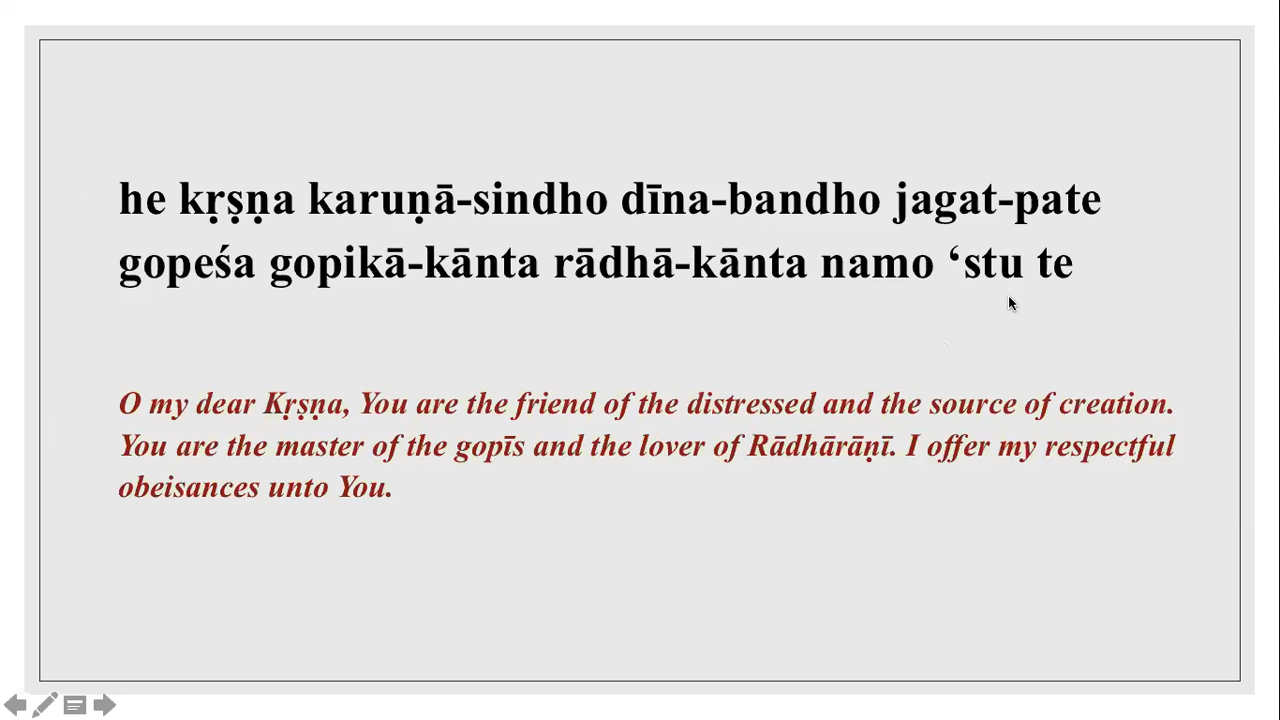 he kṛṣṇa karuṇā-sindho dīna-bandho jagat-pate
gopeśa gopikā-kānta rādhā-kānta namo ‘stu te
O my dear Kṛṣṇa, You are the friend of the distressed and the source of creation.
You are the master of the gopīs and the lover of Rādhārāṇī. I offer my respectful
obeisances unto You.